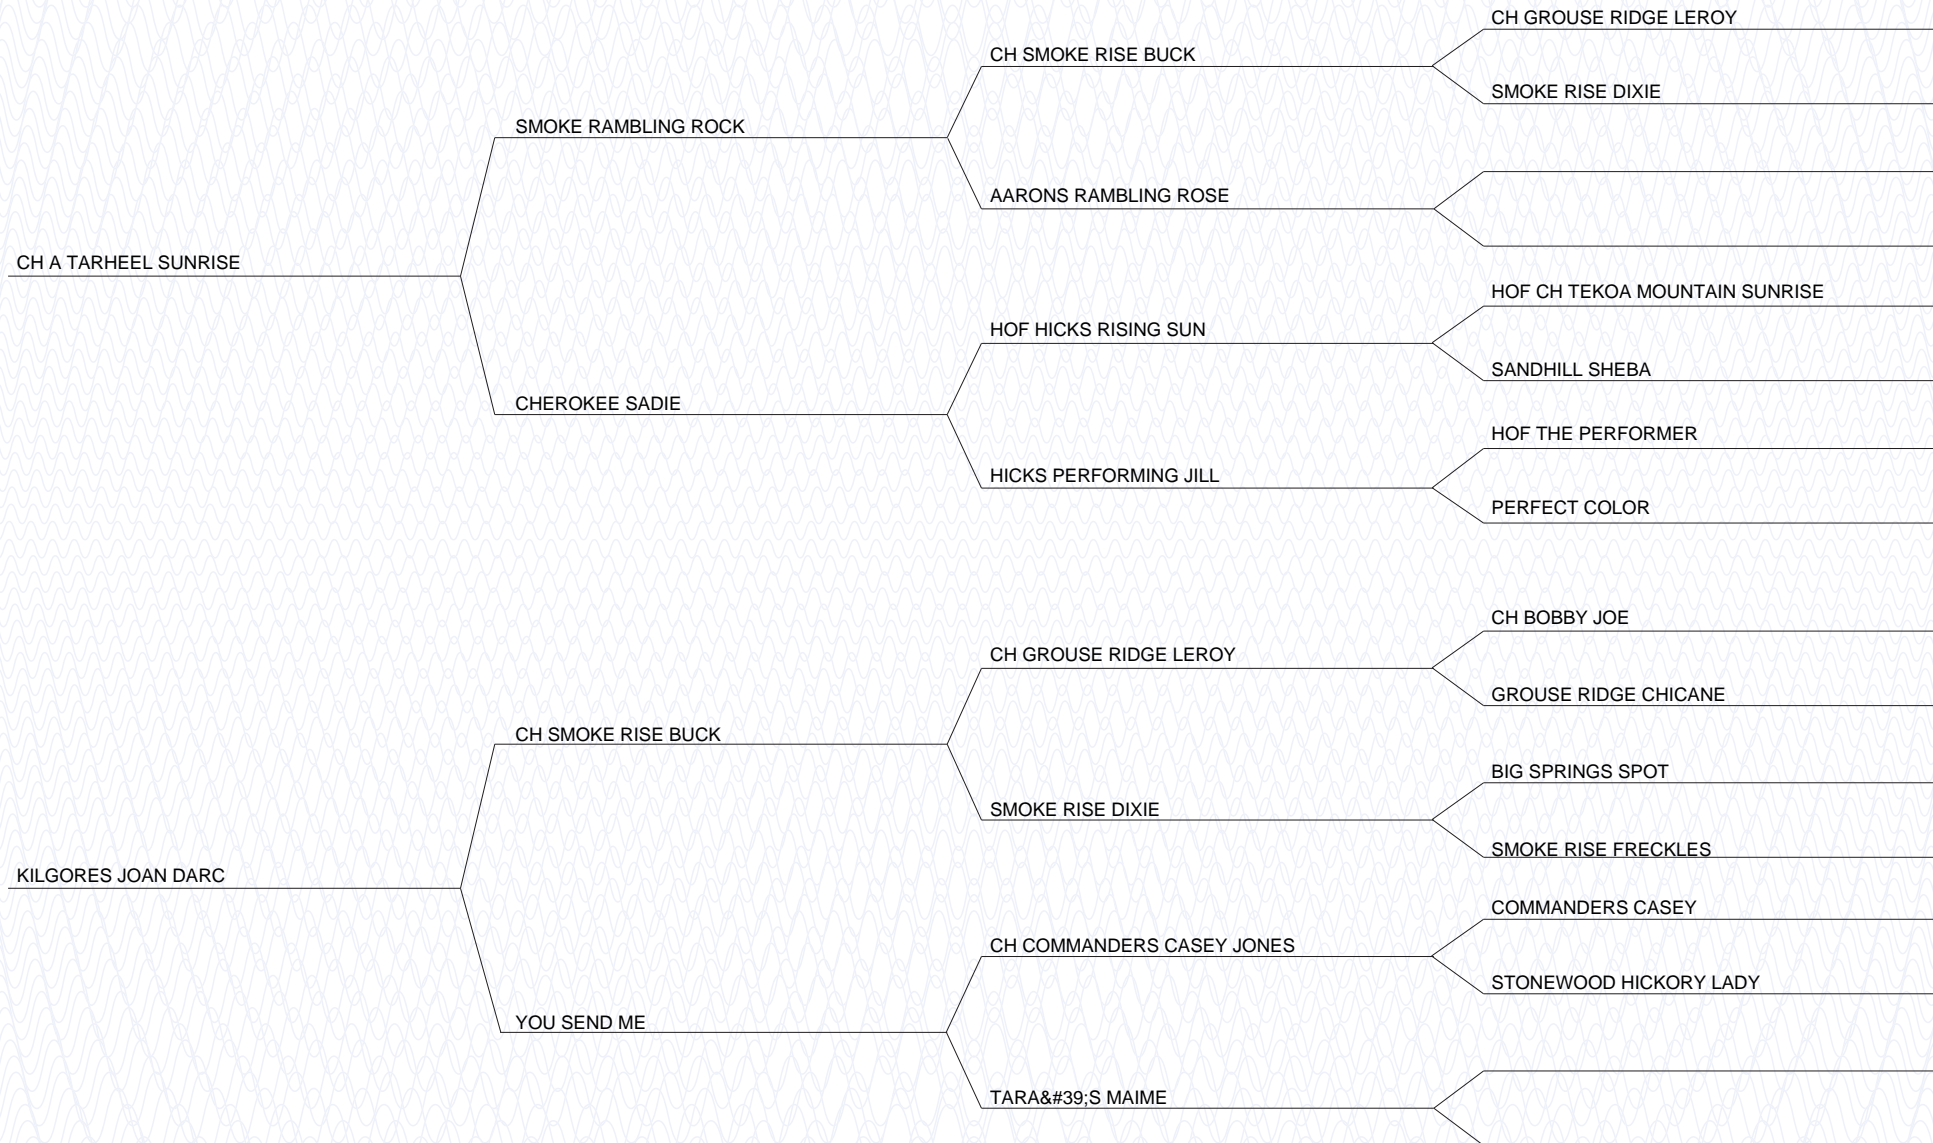 CH GROUSE RIDGE LEROY
CH SMOKE RISE BUCK
SMOKE RISE DIXIE
SMOKE RAMBLING ROCK
AARONS RAMBLING ROSE
CH A TARHEEL SUNRISE
HOF CH TEKOA MOUNTAIN SUNRISE
HOF HICKS RISING SUN
SANDHILL SHEBA
CHEROKEE SADIE
HOF THE PERFORMER
HICKS PERFORMING JILL
PERFECT COLOR
CH BOBBY JOE
CH GROUSE RIDGE LEROY
GROUSE RIDGE CHICANE
CH SMOKE RISE BUCK
BIG SPRINGS SPOT
SMOKE RISE DIXIE
SMOKE RISE FRECKLES
KILGORES JOAN DARC
COMMANDERS CASEY
CH COMMANDERS CASEY JONES
STONEWOOD HICKORY LADY
YOU SEND ME
TARA&#39;S MAIME